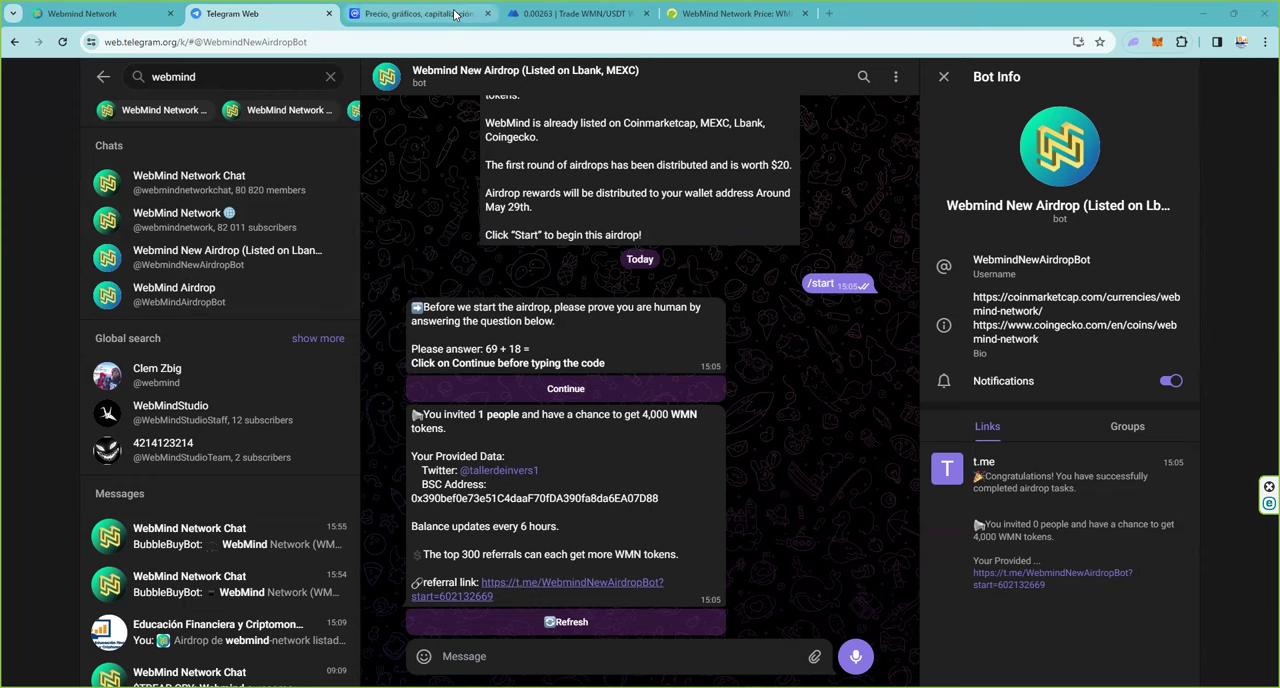 Webmind Network
Telegram Web
Precio, gráficos, capitalización
0.00263 | Trade WMN/USDT
WebMind Network Price: WM
web.telegram.org/k/#@WebmindNewAirdropBot
webmind
WebMind Network ...
WebMind Network ...
Chats
WebMind Network Chat
@webmindnetworkchat, 80 820 members
WebMind Network
@webmindnetwork, 82 011 subscribers
WebMind New Airdrop (Listed on Lban...
@WebmindNewAirdropBot
WebMind Airdrop
@WebMindAirdropBot
Global search
show more
Clem Zbig
@webmind
WebMindStudio
@WebMindStudioStaff, 12 subscribers
4214123214
@WebMindStudioTeam, 2 subscribers
Messages
WebMind Network Chat
15:55
BubbleBuyBot: WebMind Network (WM...
WebMind Network Chat
15:54
BubbleBuyBot: WebMind Network (WM...
Educación Financiera y Criptomon...
15:09
You: Airdrop de webmind-network listad...
WebMind Network Chat
09:09
Webmind New Airdrop (Listed on Lbank, MEXC)
bot
tokens.
WebMind is already listed on Coinmarketcap, MEXC, Lbank,
Coingecko.
The first round of airdrops has been distributed and is worth $20.
Airdrop rewards will be distributed to your wallet address Around
May 29th.
Click “Start” to begin this airdrop!
Today
/start 15:05
➡️Before we start the airdrop, please prove you are human by
answering the question below.
Please answer: 69 + 18 =
Click on Continue before typing the code
15:05
Continue
You invited 1 people and have a chance to get 4,000 WMN
tokens.
Your Provided Data:
Twitter: @tallerdeinvers1
BSC Address:
0x390bef0e73e51C4daaF70fDA390fa8da6EA07D88
Balance updates every 6 hours.
The top 300 referrals can each get more WMN tokens.
referral link: https://t.me/WebmindNewAirdropBot?
start=602132669
15:05
Refresh
Message
Bot Info
Webmind New Airdrop (Listed on Lb...
bot
WebmindNewAirdropBot
Username
https://coinmarketcap.com/currencies/web
mind-network/
https://www.coingecko.com/en/coins/web
mind-network
Bio
Notifications
Links
Groups
T
t.me
15:05
Congratulations! You have successfully
completed airdrop tasks.
You invited 0 people and have a chance to get
4,000 WMN tokens.
Your Provided ...
https://t.me/WebmindNewAirdropBot?
start=602132669